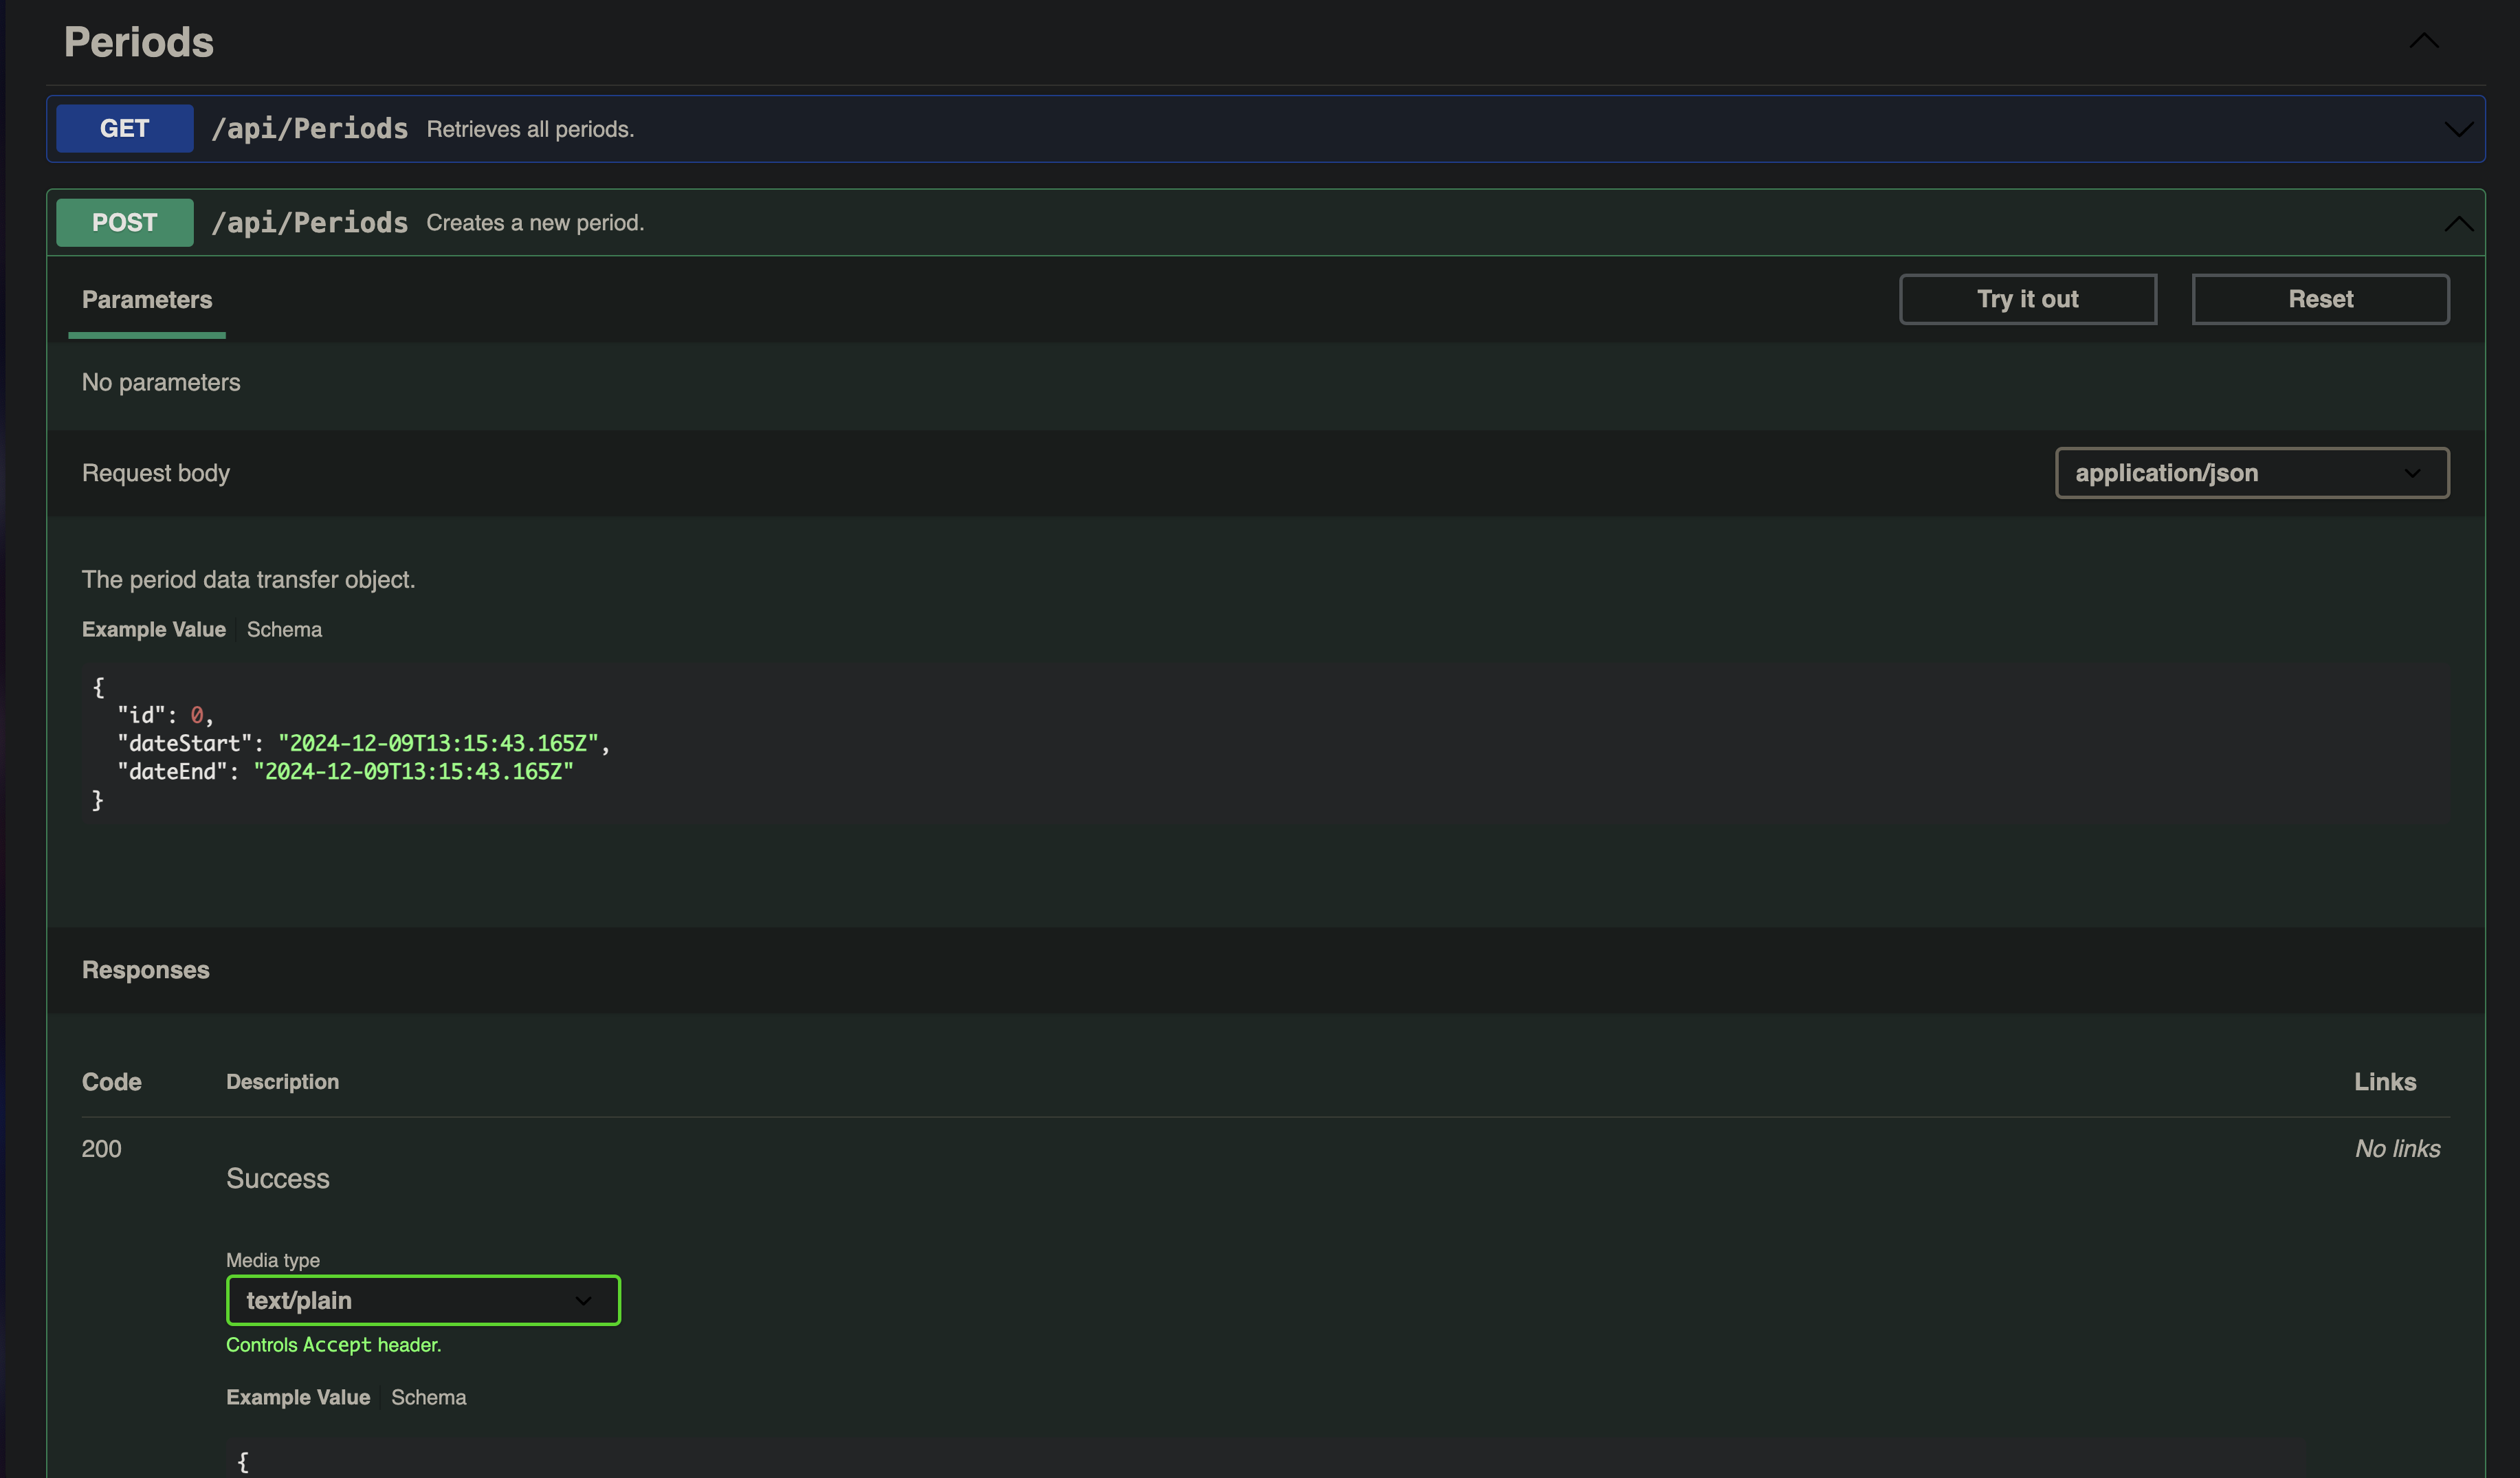 Periods
GET /api/Periods Retrieves all periods.
POST /api/Periods Creates a new period.
Parameters Try it out Reset
No parameters
Request body application/json
The period data transfer object.
Example Value Schema
{
  "id": 0,
  "dateStart": "2024-12-09T13:15:43.165Z",
  "dateEnd": "2024-12-09T13:15:43.165Z"
}
Responses
Code Description Links
200 No links
Success
Media type
text/plain
Controls Accept header.
Example Value Schema
{